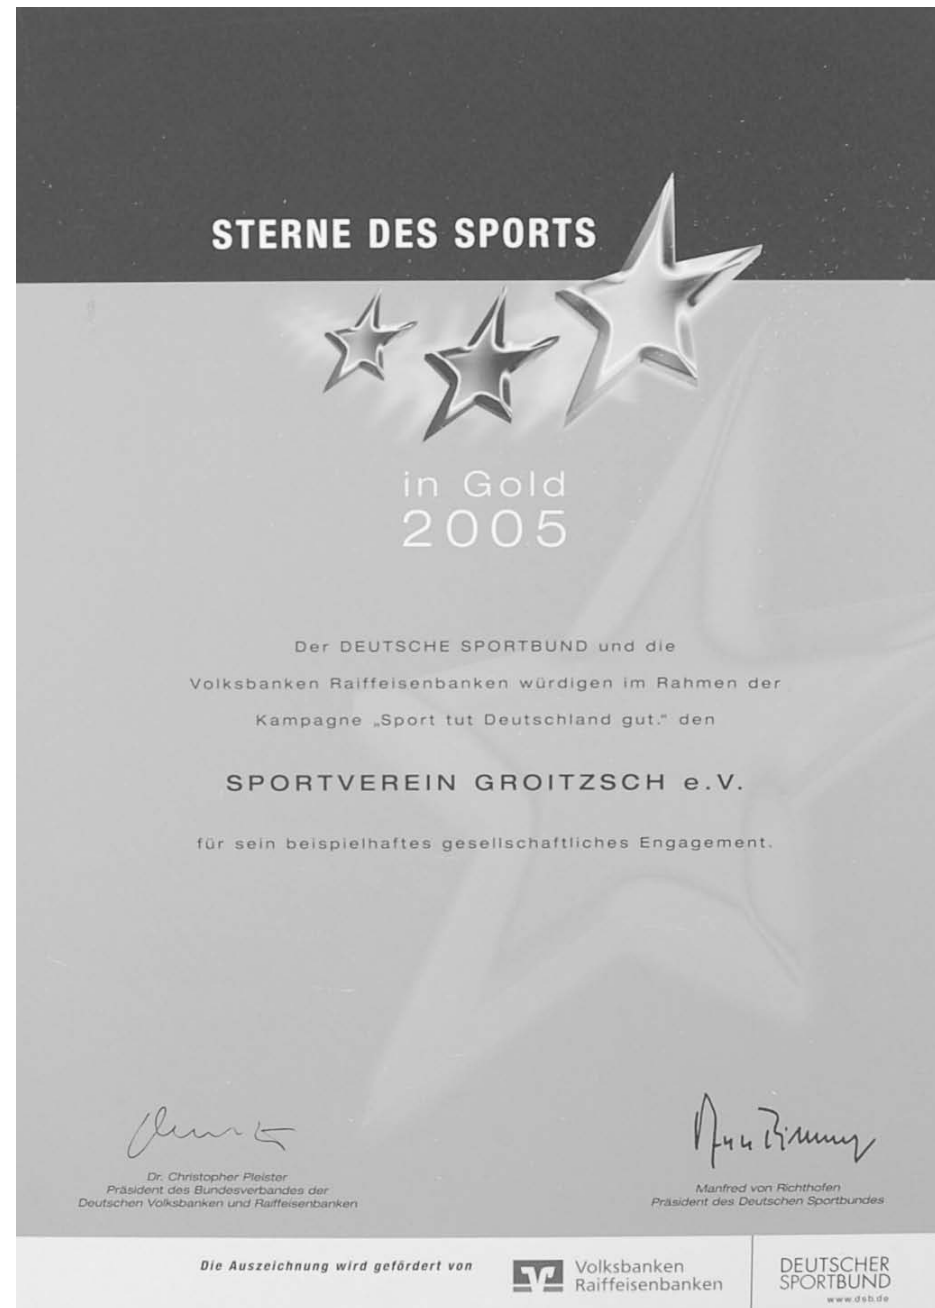 STERNE DES SPORTS
in Gold
2005
Der DEUTSCHE SPORTBUND und die
Volksbanken Raiffeisenbanken würdigen im Rahmen der
Kampagne „Sport tut Deutschland gut.“ den
SPORTVEREIN GROITZSCH e.V.
für sein beispielhaftes gesellschaftliches Engagement.
Dr. Christopher Pleister
Präsident des Bundesverbandes der
Deutschen Volksbanken und Raiffeisenbanken
Manfred von Richthofen
Präsident des Deutschen Sportbundes
Die Auszeichnung wird gefördert von
Volksbanken
Raiffeisenbanken
DEUTSCHER
SPORTBUND
www.dsb.de